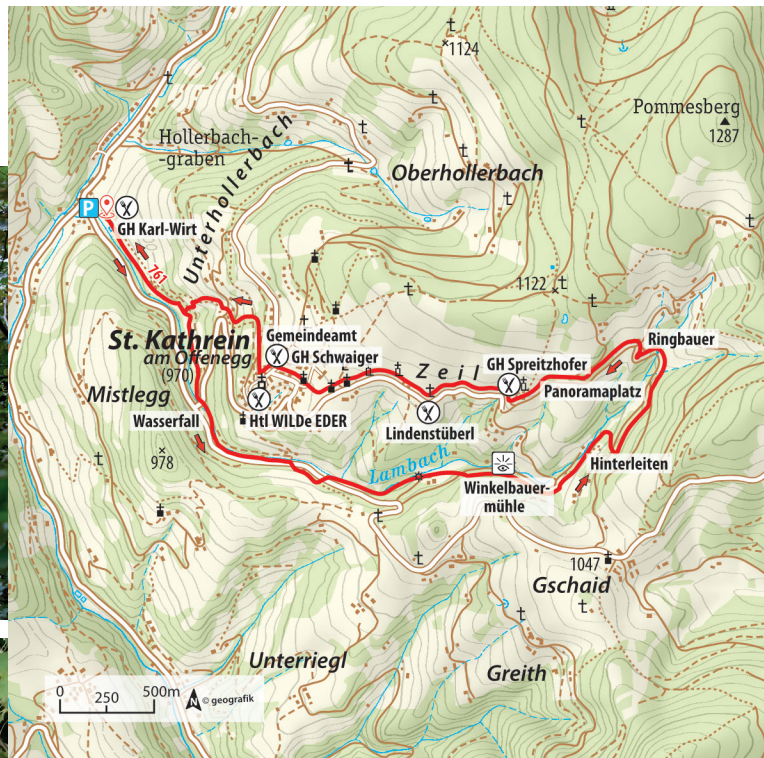 1124
Pommesberg
1287
Hollerbach-
-graben
Unterhollerbach
Oberhollerbach
P
GH Karl-Wirt
761
1122
St. Kathrein
am Offenegg
(970)
Gemeindeamt
GH Schwaiger
Zeil
GH Spreitzhofer
Ringbauer
Panoramaplatz
Mistlegg
Wasserfall
Htl WILDe EDER
Lindenstüberl
978
Lambach
Winkelbauer-
mühle
Hinterleiten
1047
Gschaid
Unterriegl
Greith
0 250 500m
N © geografik